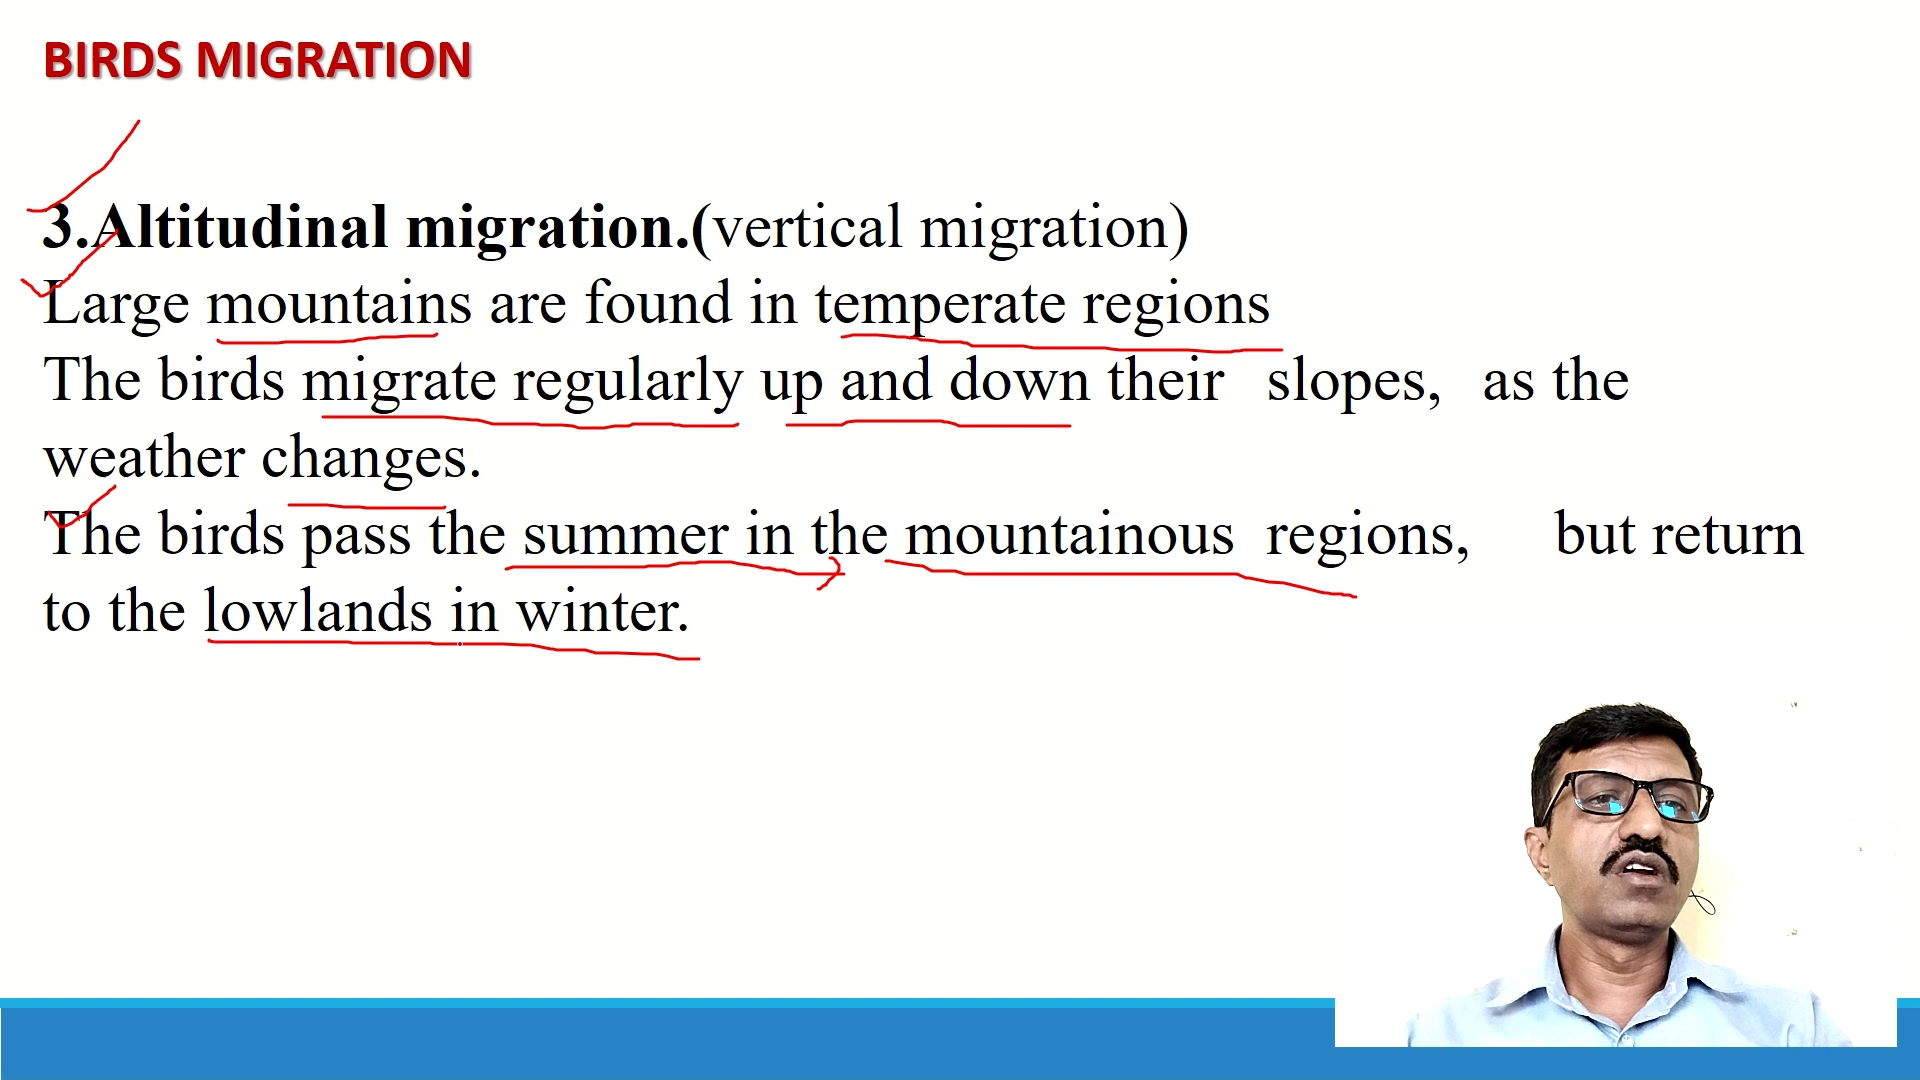 BIRDS MIGRATION
3.Altitudinal migration.(vertical migration)
Large mountains are found in temperate regions
The birds migrate regularly up and down their slopes, as the
weather changes.
The birds pass the summer in the mountainous regions, but return
to the lowlands in winter.